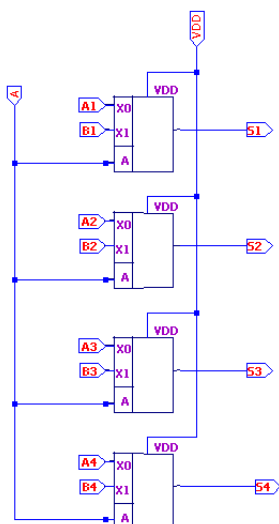 VDD
A
VDD
A1 X0
B1 X1
S1
A
VDD
A2 X0
B2 X1
S2
A
VDD
A3 X0
B3 X1
S3
A
VDD
A4 X0
B4 X1
S4
A